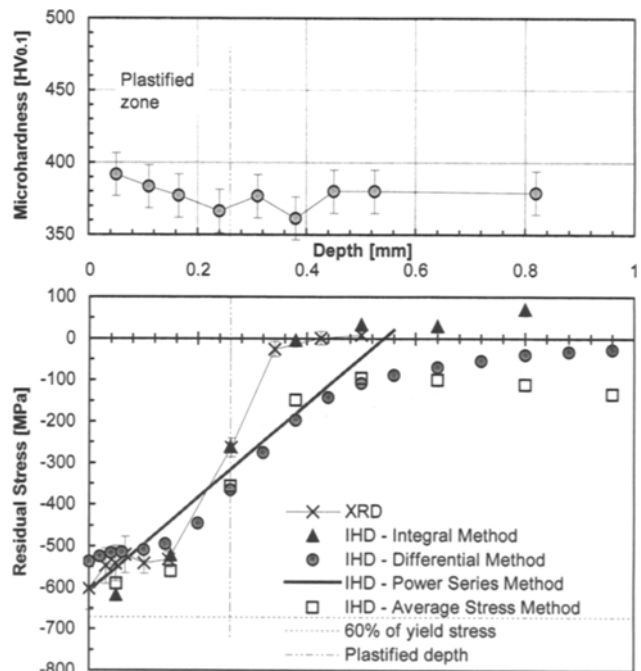 500
450
400
350
Microhardness [HV0.1]
Plastified
zone
Depth [mm]
0
0.2
0.4
0.6
0.8
1
100
0
-100
-200
-300
-400
-500
-600
-700
-800
Residual Stress [MPa]
XRD
IHD - Integral Method
IHD - Differential Method
IHD - Power Series Method
IHD - Average Stress Method
60% of yield stress
Plastified depth